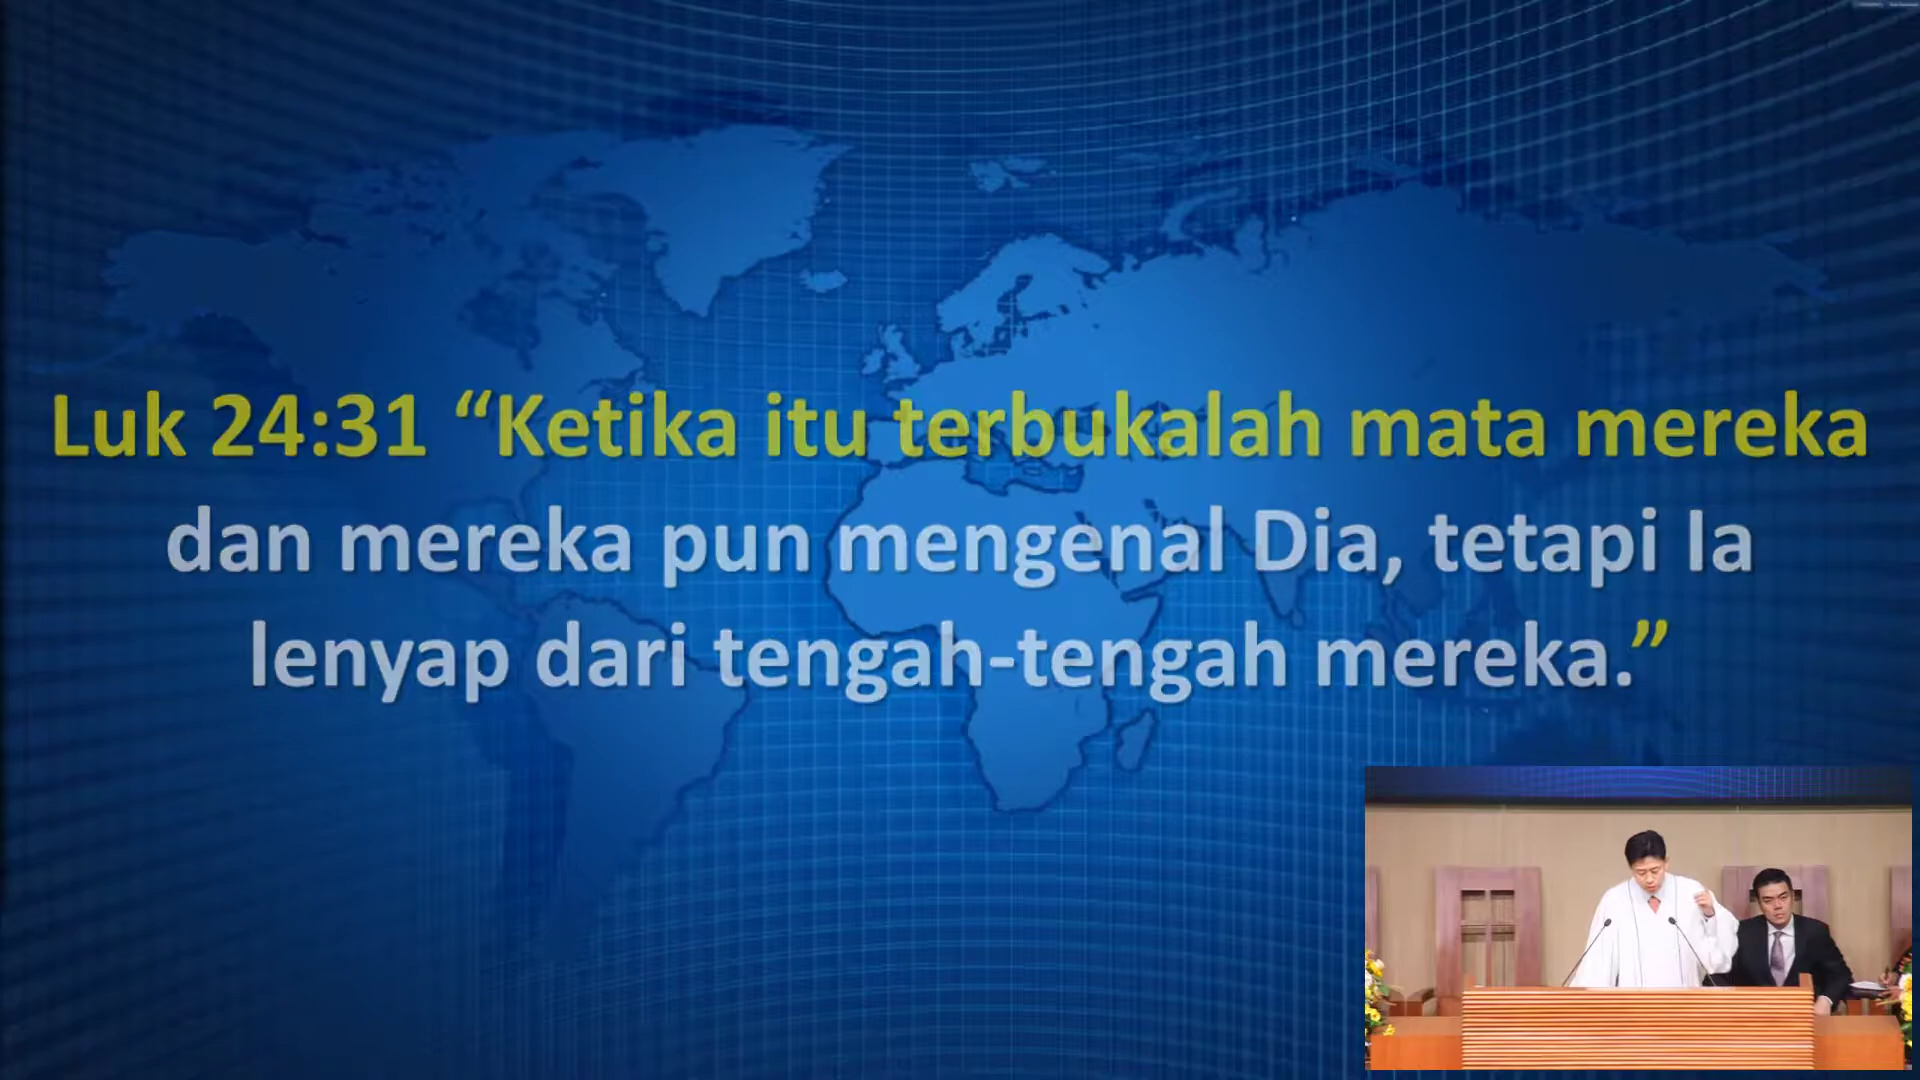 Luk 24:31 “Ketika itu terbukalah mata mereka
dan mereka pun mengenal Dia, tetapi Ia
lenyap dari tengah-tengah mereka.”